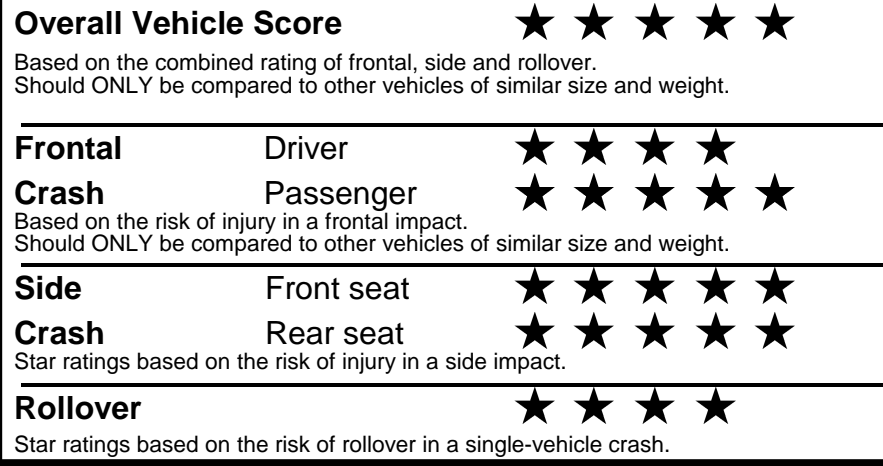 Overall Vehicle Score ★ ★ ★ ★ ★
Based on the combined rating of frontal, side and rollover.
Should ONLY be compared to other vehicles of similar size and weight.
Frontal Driver ★ ★ ★ ★
Crash Passenger ★ ★ ★ ★ ★
Based on the risk of injury in a frontal impact.
Should ONLY be compared to other vehicles of similar size and weight.
Side Front seat ★ ★ ★ ★ ★
Crash Rear seat ★ ★ ★ ★ ★
Star ratings based on the risk of injury in a side impact.
Rollover ★ ★ ★ ★
Star ratings based on the risk of rollover in a single-vehicle crash.